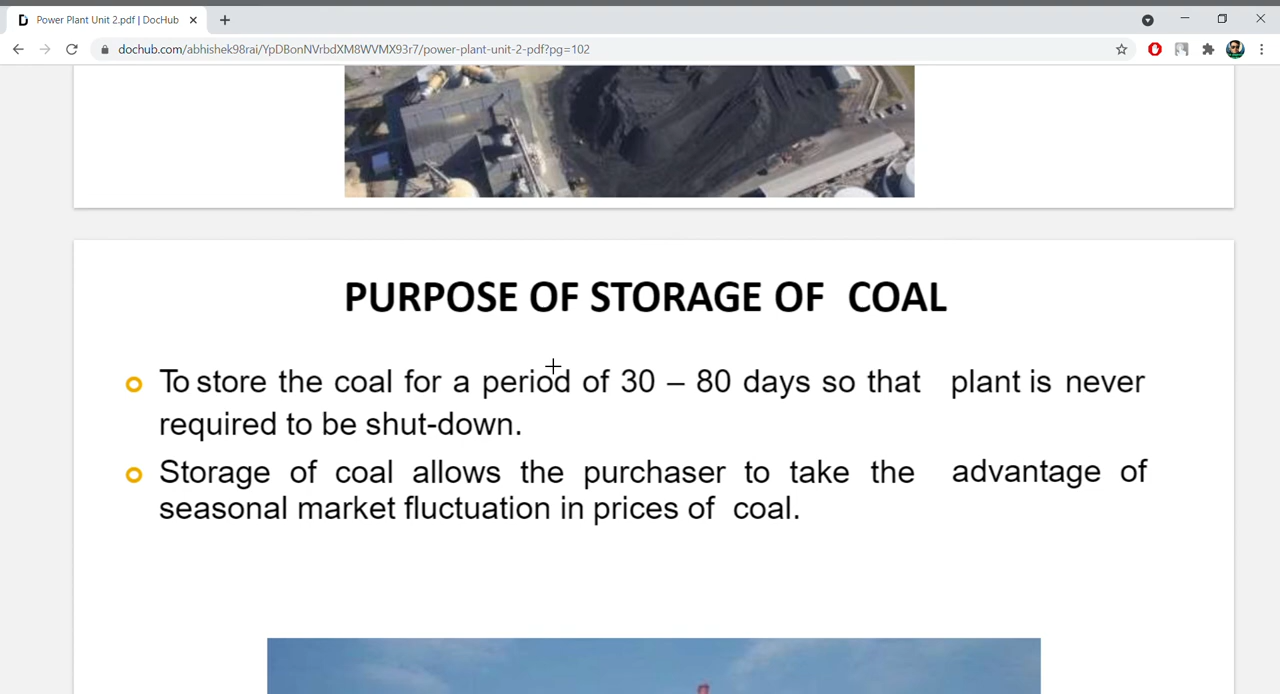 Power Plant Unit 2.pdf | DocHub
dochub.com/abhishek98rai/YpDBonNVrbdXM8WVMX93r7/power-plant-unit-2-pdf?pg=102
PURPOSE OF STORAGE OF COAL
To store the coal for a period of 30 – 80 days so that plant is never
required to be shut-down.
Storage of coal allows the purchaser to take the advantage of
seasonal market fluctuation in prices of coal.